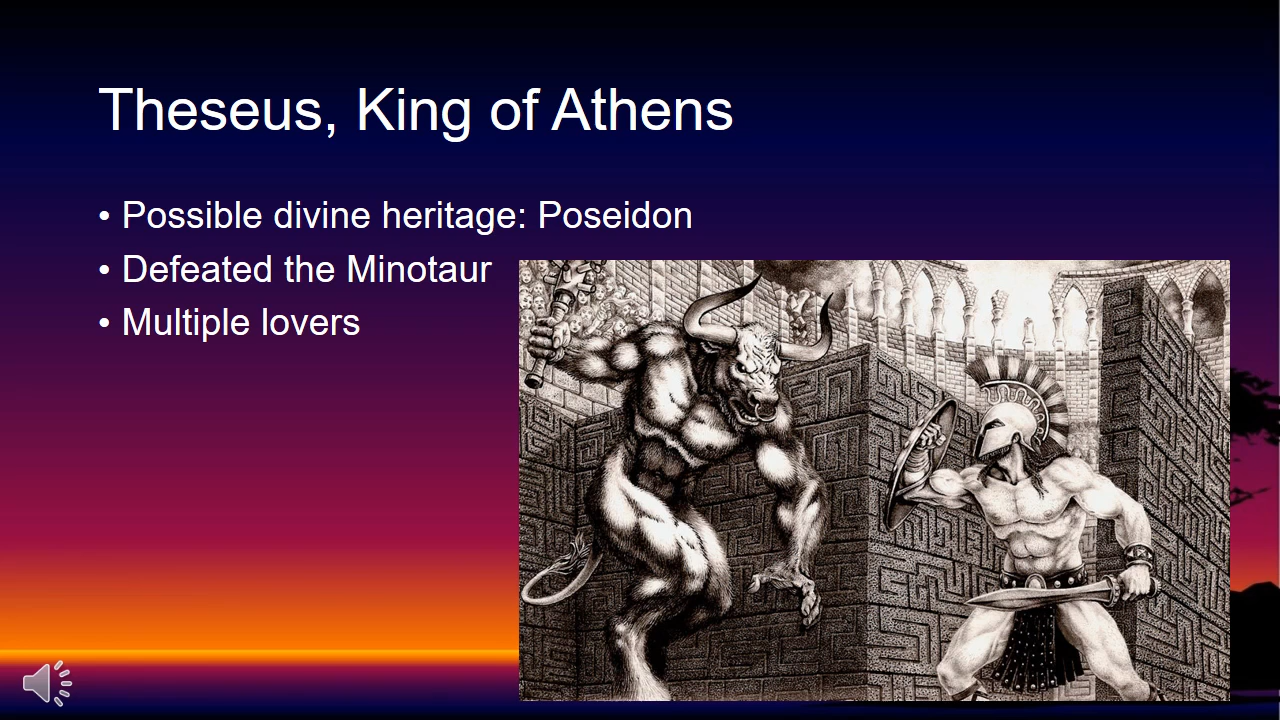 Theseus, King of Athens
• Possible divine heritage: Poseidon
• Defeated the Minotaur
• Multiple lovers